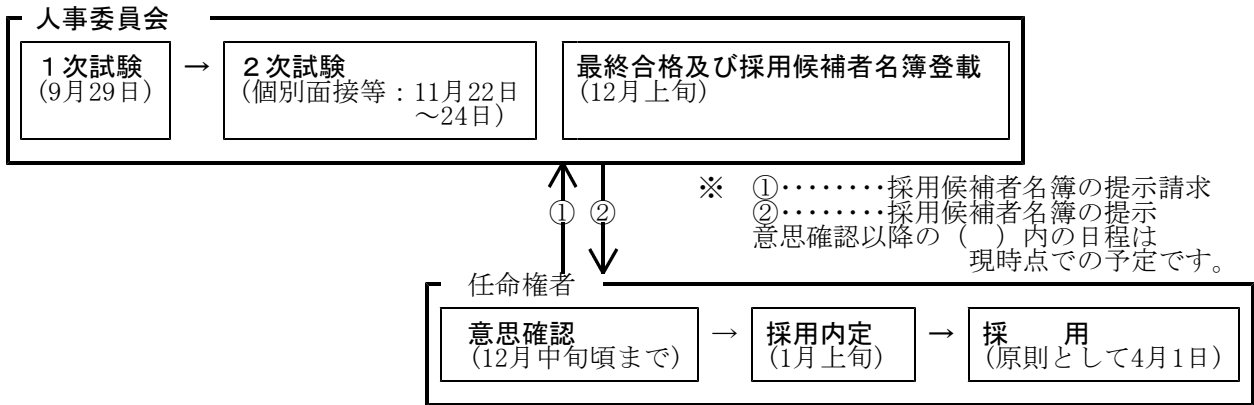 人事委員会
1次試験
(9月29日)
→
2次試験
(個別面接等：11月22日
～24日)
最終合格及び採用候補者名簿登載
(12月上旬)
①
②
※ ①‥‥‥‥採用候補者名簿の提示請求
②‥‥‥‥採用候補者名簿の提示
意思確認以降の（　）内の日程は
現時点での予定です。
任命権者
意思確認
(12月中旬頃まで)
→
採用内定
(1月上旬)
→
採　　用
(原則として4月1日)